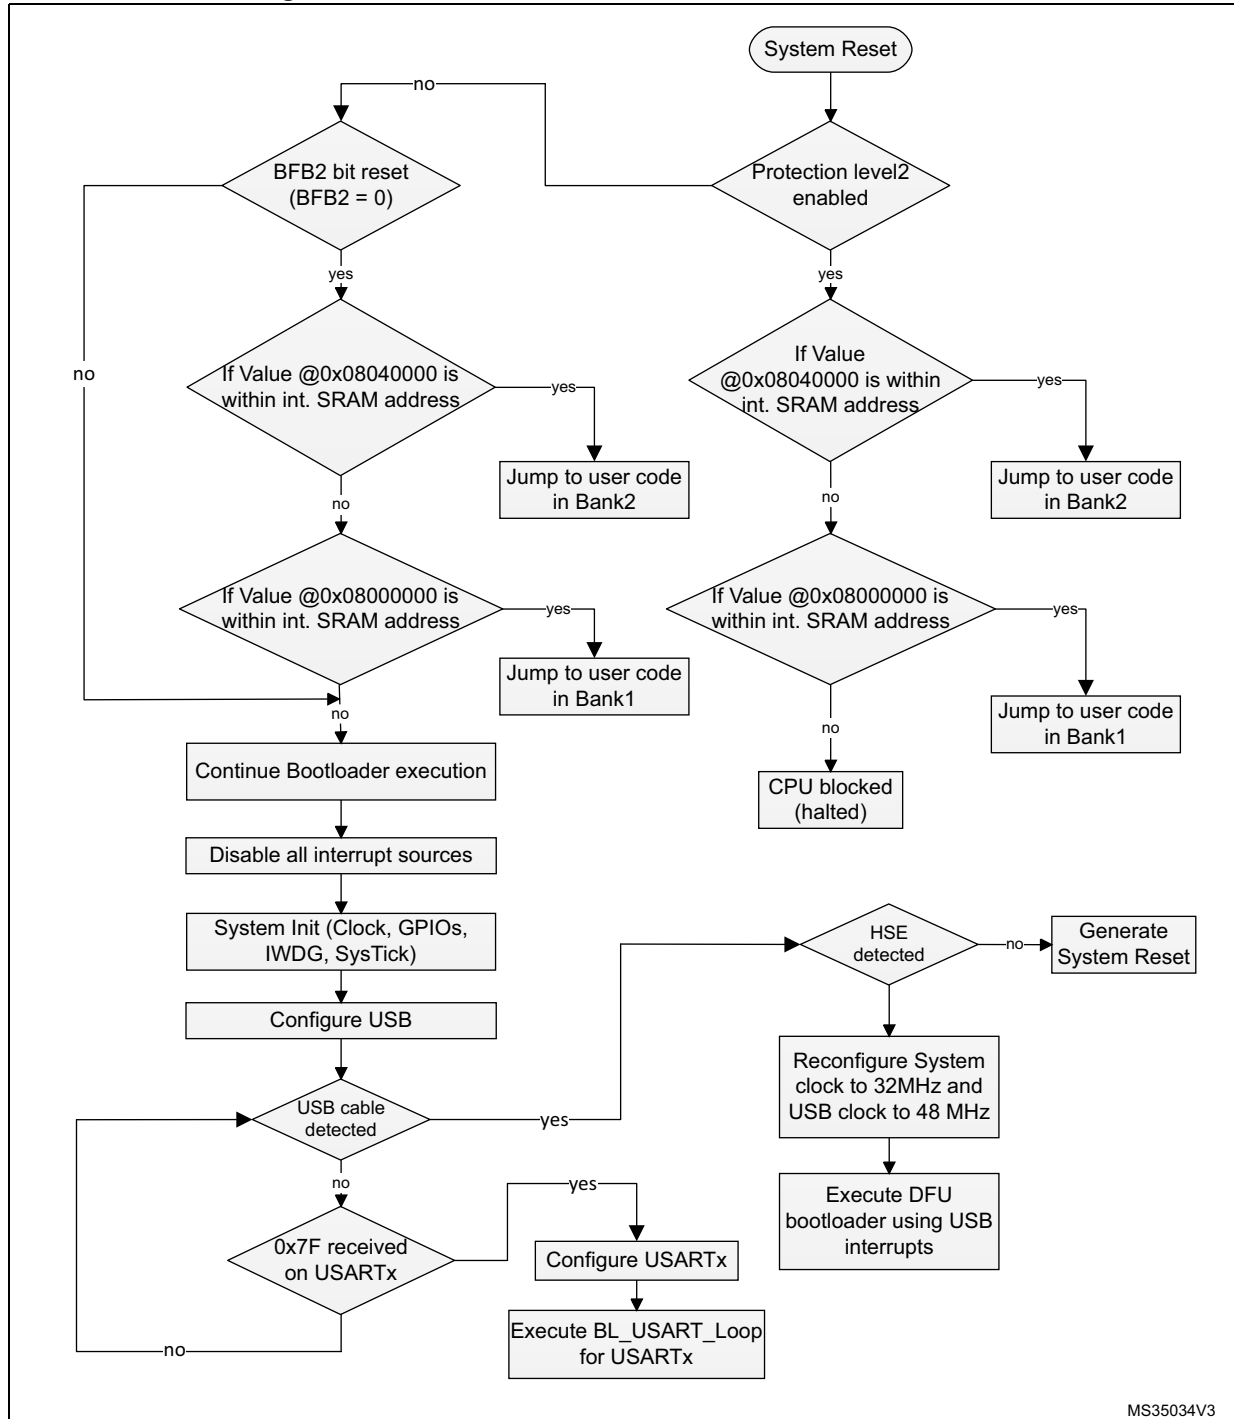 System Reset
no
BFB2 bit reset
(BFB2 = 0)
Protection level2
enabled
yes
yes
no
If Value @0x08040000 is
within int. SRAM address
yes
If Value
@0x08040000 is within
int. SRAM address
yes
Jump to user code
in Bank2
Jump to user code
in Bank2
no
no
If Value @0x08000000 is
within int. SRAM address
yes
If Value @0x08000000 is
within int. SRAM address
yes
Jump to user code
in Bank1
Jump to user code
in Bank1
no
no
Continue Bootloader execution
CPU blocked
(halted)
Disable all interrupt sources
System Init (Clock, GPIOs,
IWDG, SysTick)
HSE
detected
no
Generate
System Reset
Configure USB
Reconfigure System
clock to 32MHz and
USB clock to 48 MHz
USB cable
detected
yes
no
yes
Execute DFU
bootloader using USB
interrupts
0x7F received
on USARTx
Configure USARTx
no
Execute BL_USART_Loop
for USARTx
MS35034V3